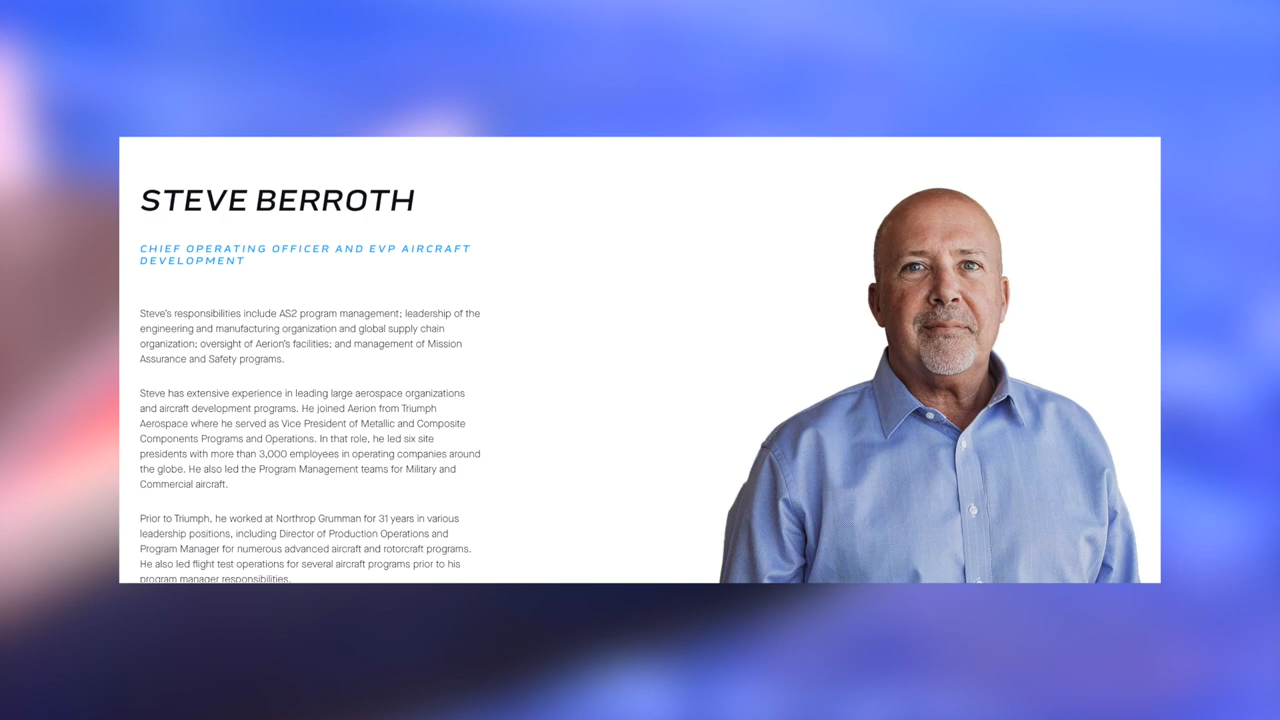 STEVE BERROTH
CHIEF OPERATING OFFICER AND EVP AIRCRAFT
DEVELOPMENT
Steve's responsibilities include AS2 program management; leadership of the
engineering and manufacturing organization and global supply chain
organization; oversight of Aerion's facilities; and management of Mission
Assurance and Safety programs.
Steve has extensive experience in leading large aerospace organizations
and aircraft development programs. He joined Aerion from Triumph
Aerospace where he served as Vice President of Metallic and Composite
Components Programs and Operations. In that role, he led six site
presidents with more than 3,000 employees in operating companies around
the globe. He also led the Program Management teams for Military and
Commercial aircraft.
Prior to Triumph, he worked at Northrop Grumman for 31 years in various
leadership positions, including Director of Production Operations and
Program Manager for numerous advanced aircraft and rotorcraft programs.
He also led flight test operations for several aircraft programs prior to his
program manager responsibilities.